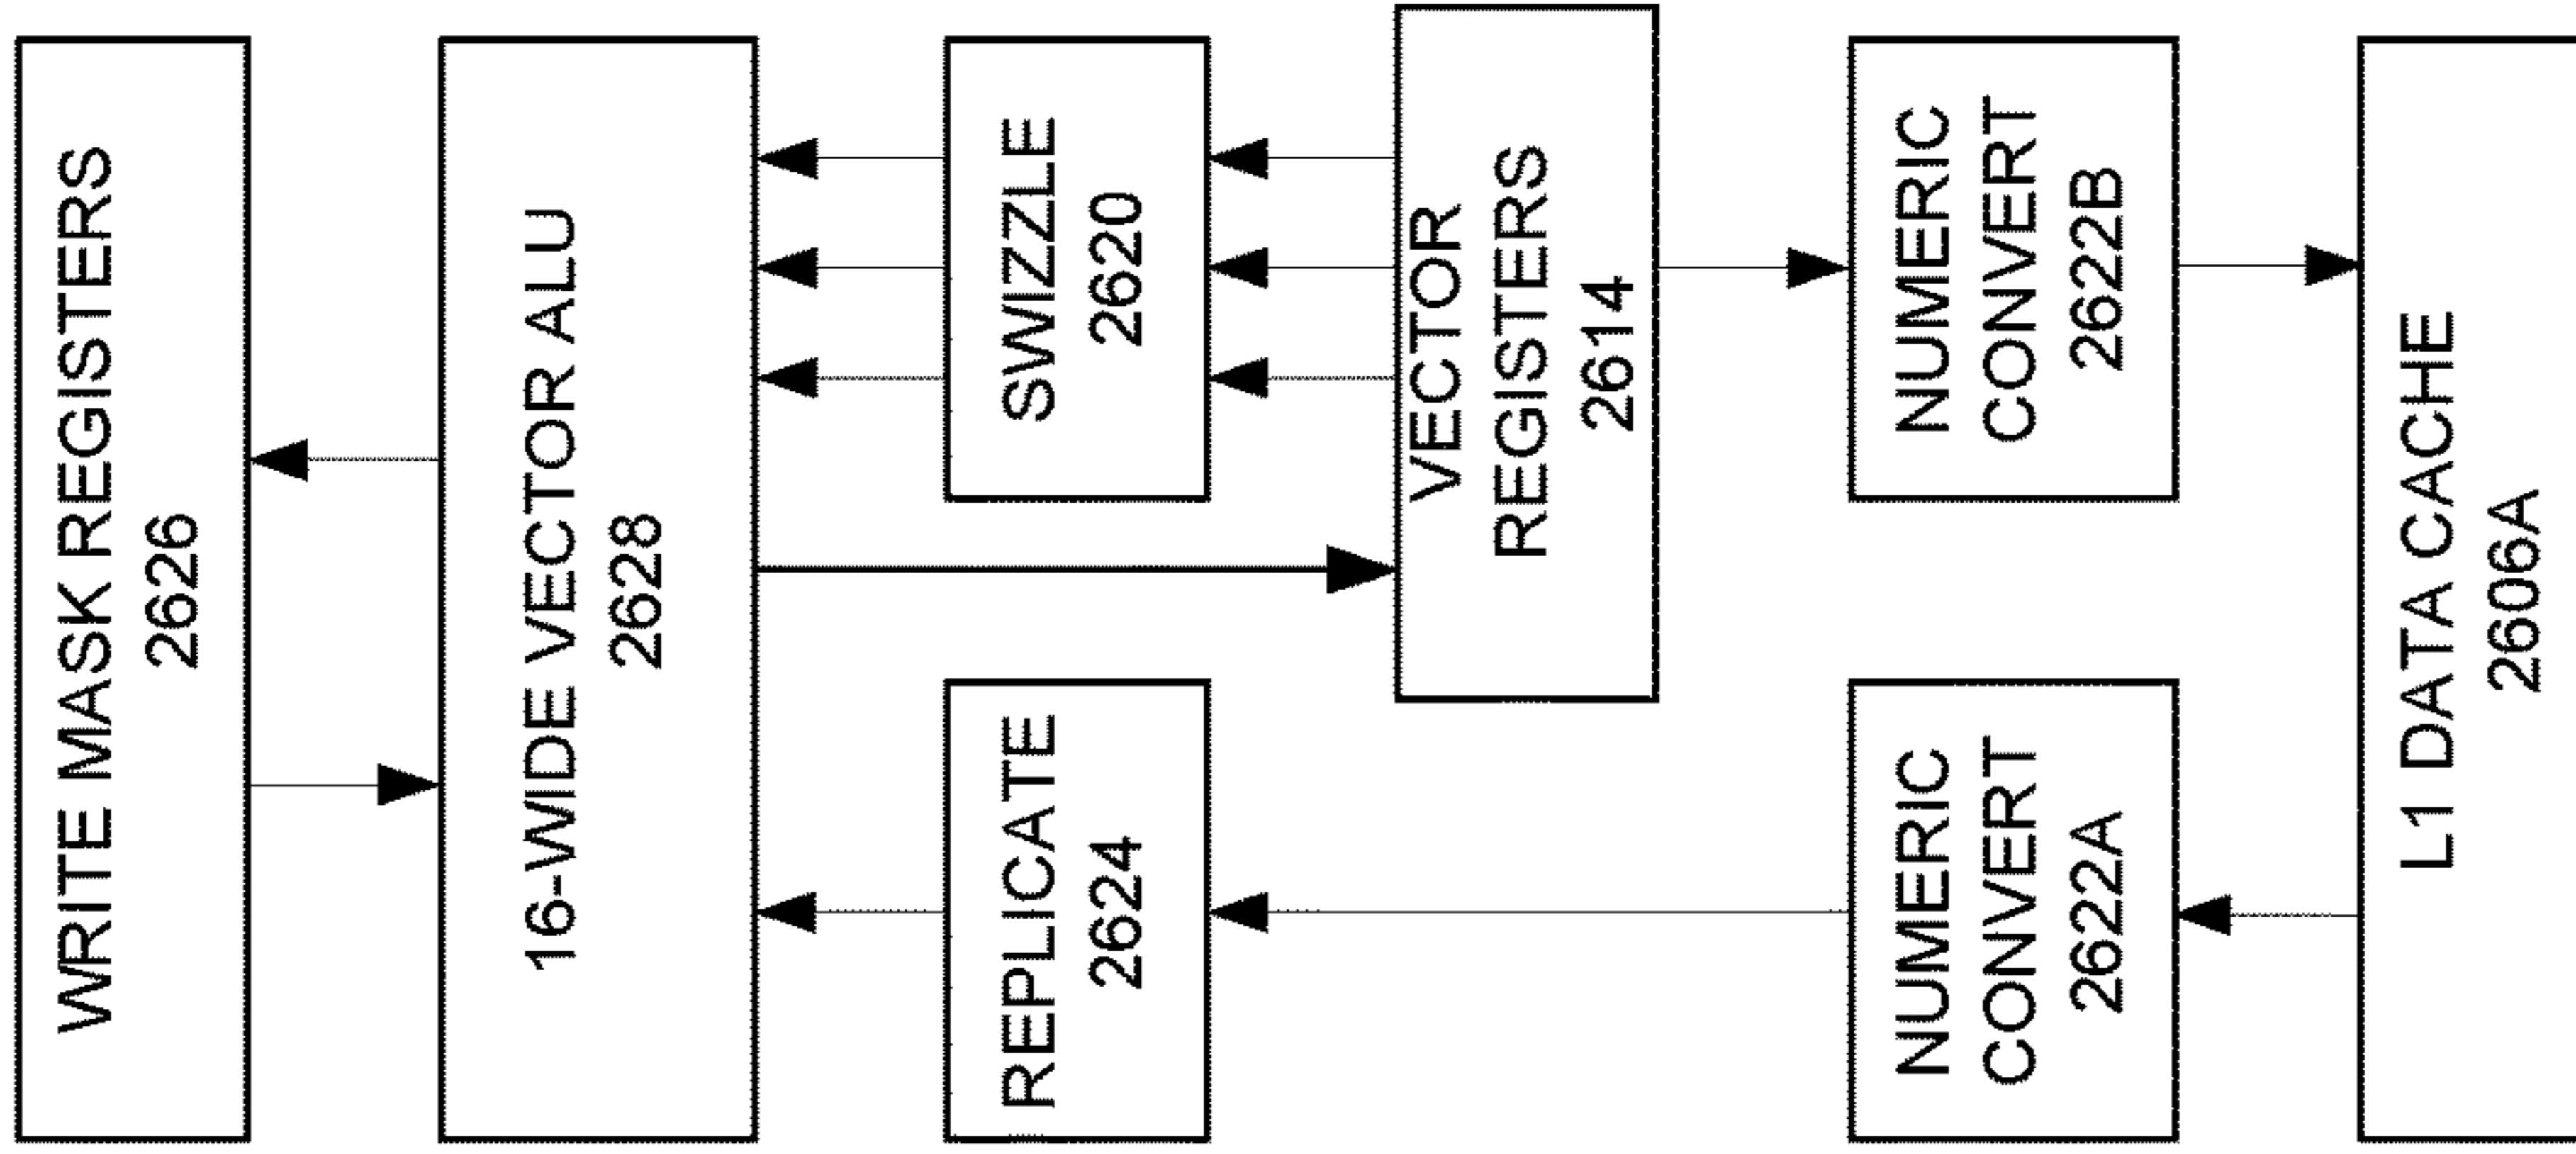 WRITE MASK REGISTERS
2626
16-WIDE VECTOR ALU
2628
REPLICATE
2624
SWIZZLE
2620
VECTOR
REGISTERS
2614
NUMERIC
CONVERT
2622A
NUMERIC
CONVERT
2622B
L1 DATA CACHE
2606A